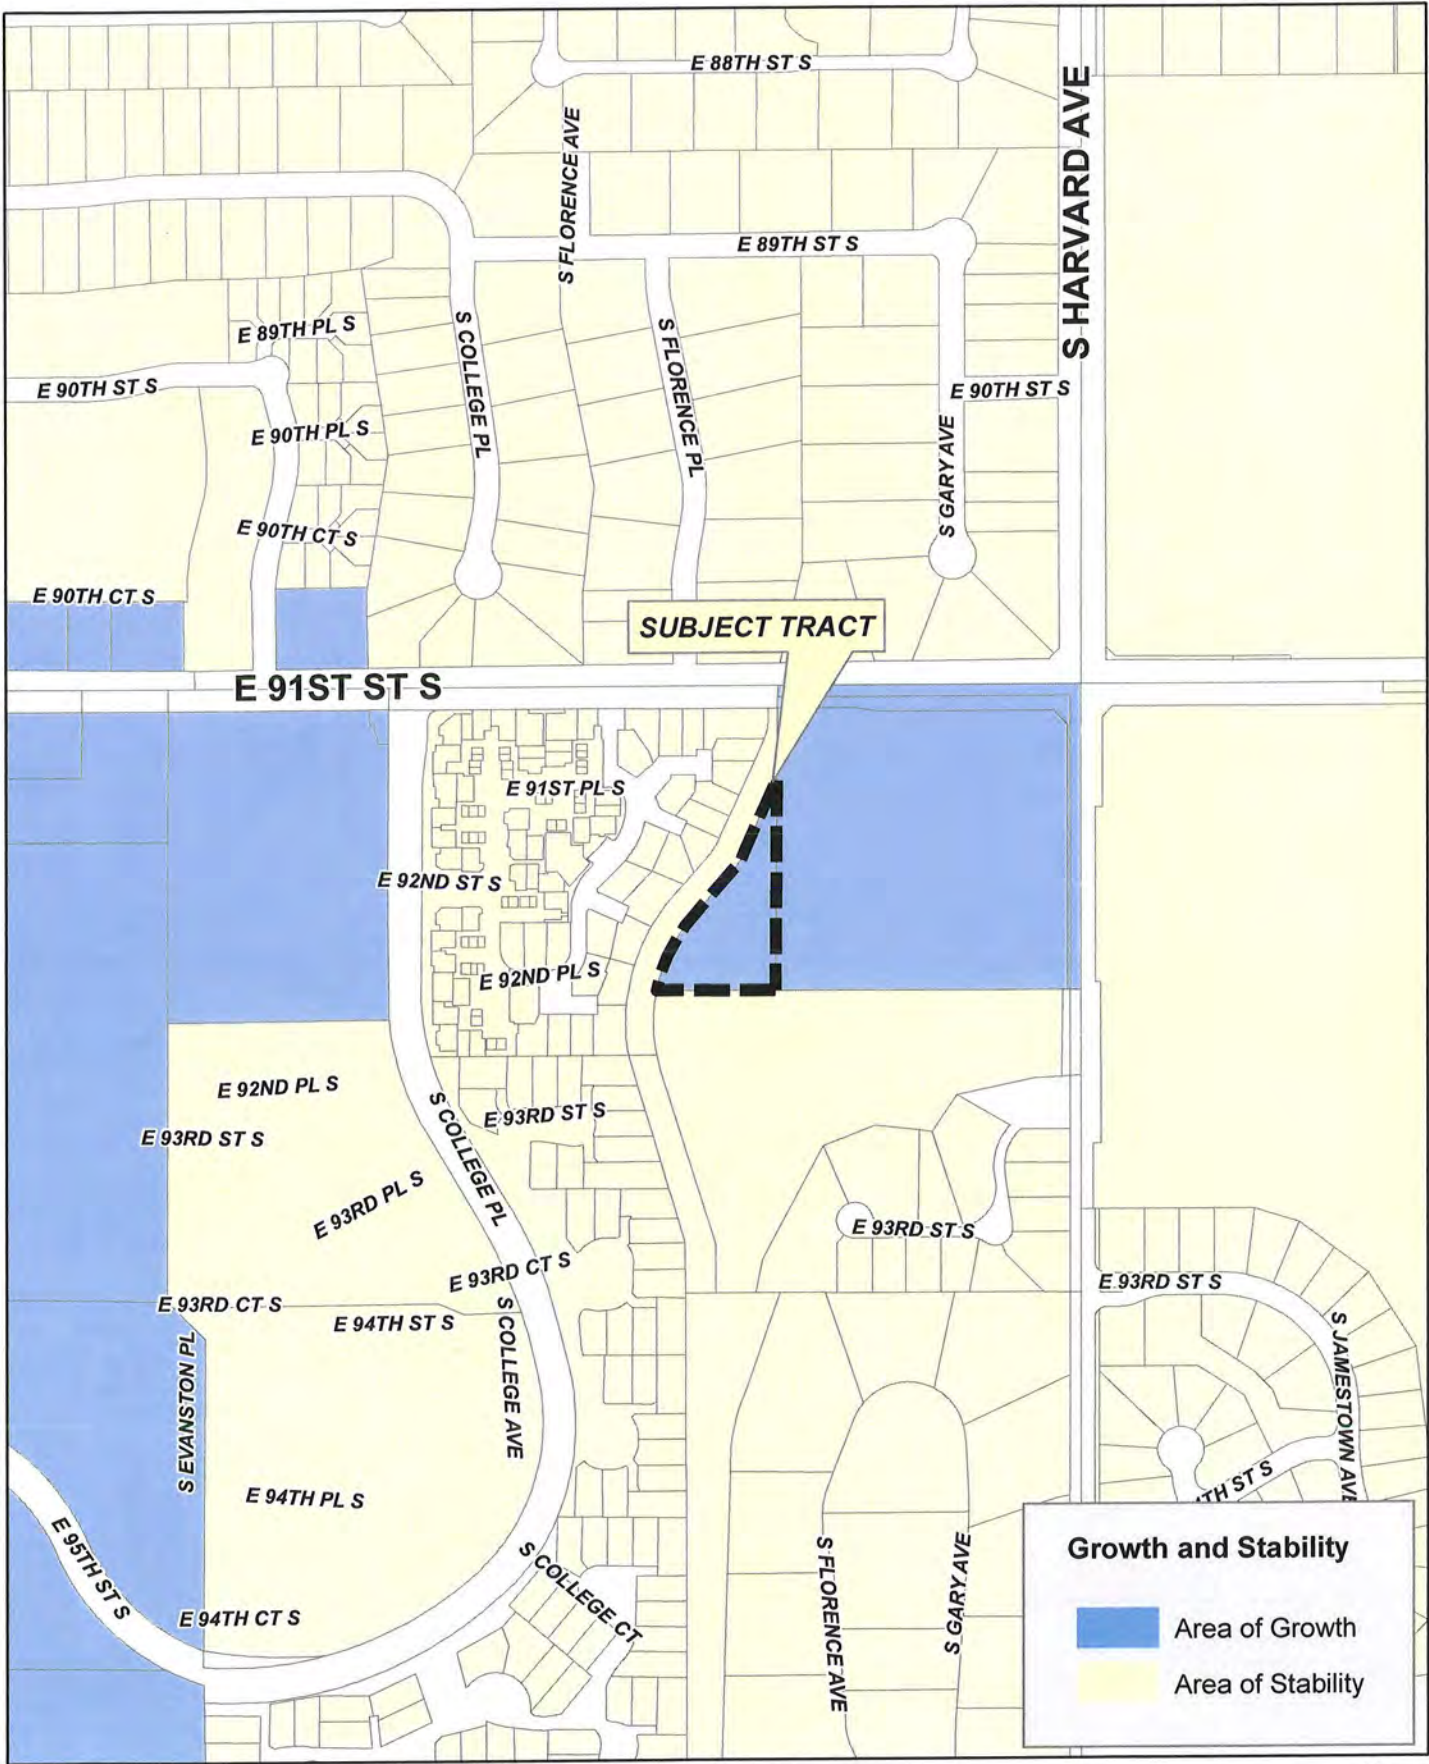 E 88TH ST S
S FLORENCE AVE
S HARVARD AVE
E 89TH ST S
E 89TH PL S
S COLLEGE PL
S FLORENCE PL
E 90TH ST S
E 90TH ST S
E 90TH PL S
S GARY AVE
E 90TH CT S
E 90TH CT S
SUBJECT TRACT
E 91ST ST S
E 91ST PL S
E 92ND ST S
E 92ND PL S
E 92ND PL S
E 93RD ST S
E 93RD ST S
S COLLEGE PL
E 93RD PL S
E 93RD ST S
E 93RD CT S
E 93RD ST S
E 93RD CT S
E 94TH ST S
S EVANSTON PL
S COLLEGE AVE
S JAMESTOWN AVE
E 94TH PL S
TH ST S
E 95TH ST S
S COLLEGE CT
S FLORENCE AVE
S GARY AVE
E 94TH CT S
Growth and Stability
Area of Growth
Area of Stability